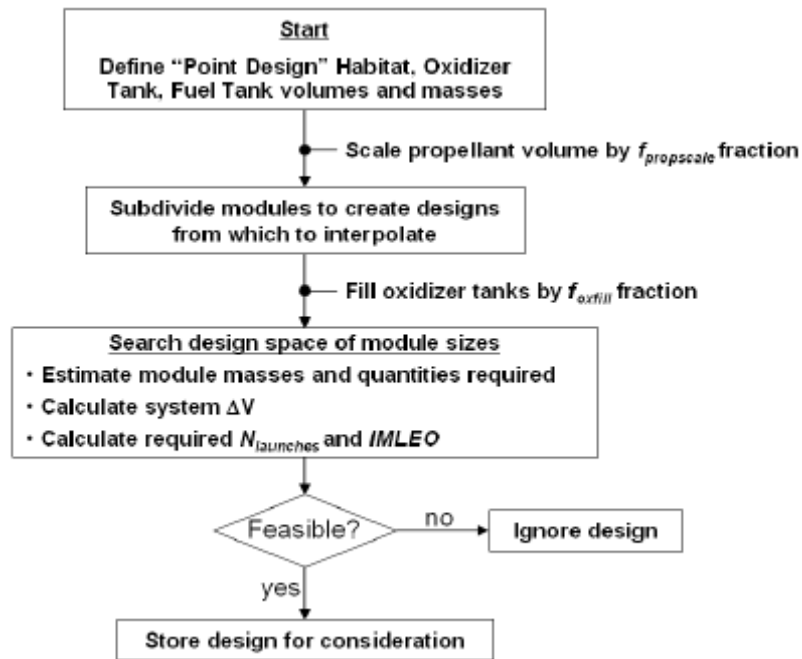 Start
Define “Point Design” Habitat, Oxidizer
Tank, Fuel Tank volumes and masses
Scale propellant volume by fpropscale fraction
Subdivide modules to create designs
from which to interpolate
Fill oxidizer tanks by foxfill fraction
Search design space of module sizes
· Estimate module masses and quantities required
· Calculate system ΔV
· Calculate required Nlaunches and IMLEO
Feasible?
no
Ignore design
yes
Store design for consideration